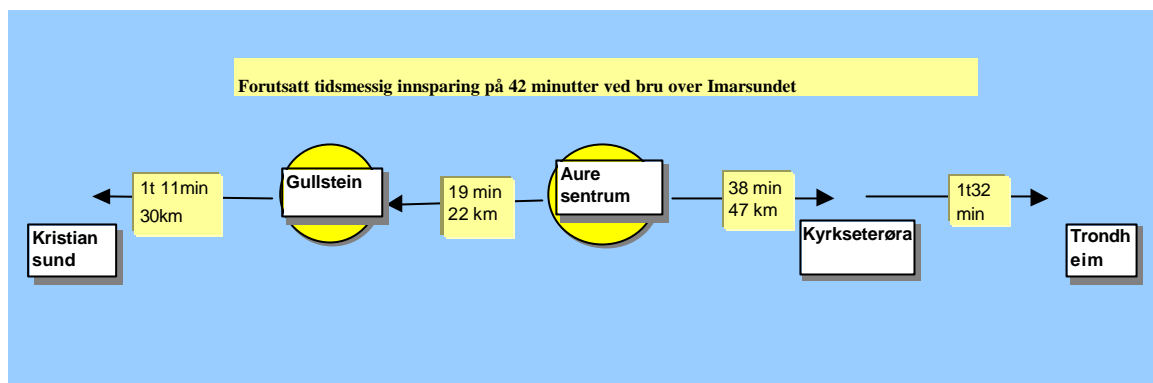 Forutsatt tidsmessig innsparing på 42 minutter ved bru over Imarsundet
1t 11min
30km
Kristian
sund
Gullstein
19 min
22 km
Aure
sentrum
38 min
47 km
Kyrkseterøra
1t32
min
Trondh
eim